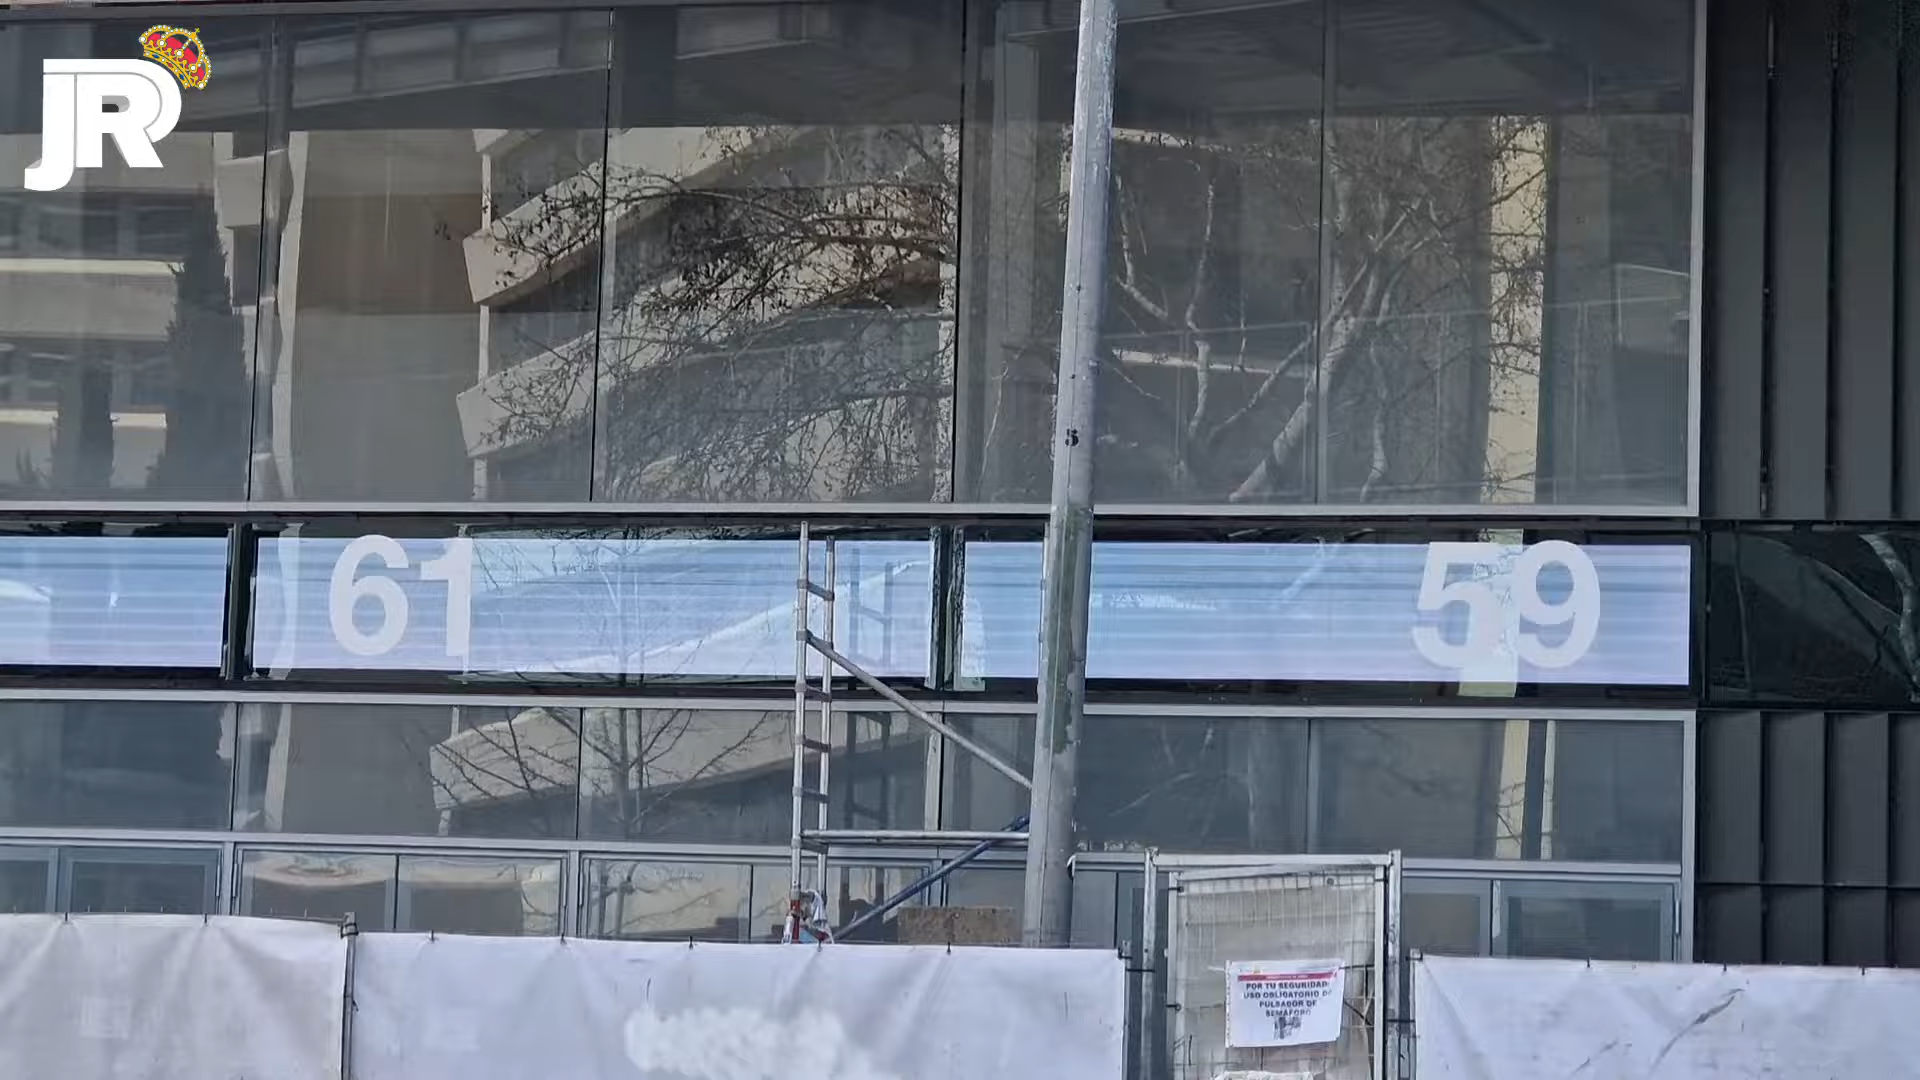 JR
5
61
59
POR TU SEGURIDAD
USO OBLIGATORIO DE
PULSADOR DE
SEMÁFORO